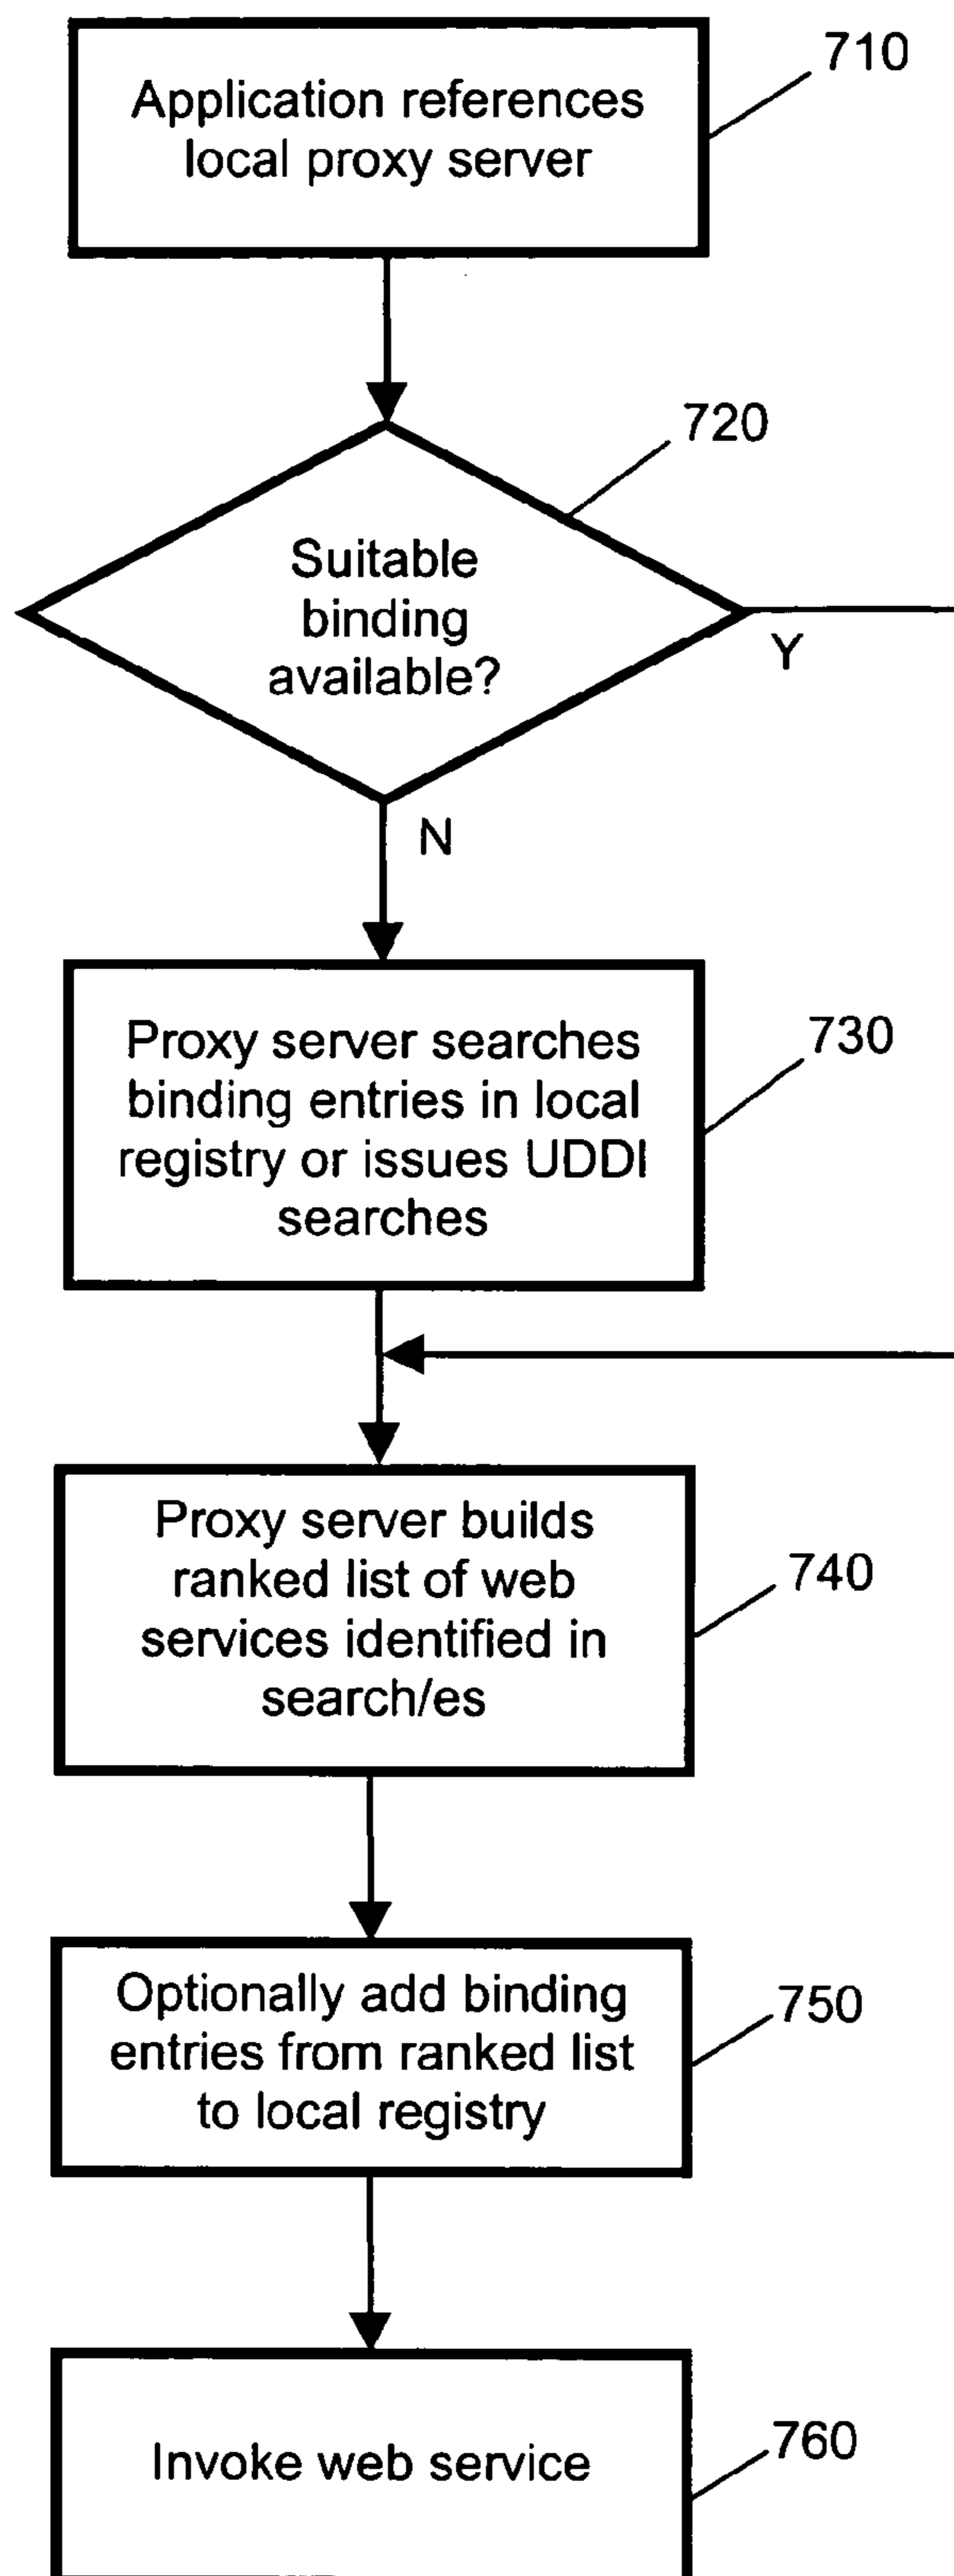 710
Application references
local proxy server
720
Suitable
binding
available?
Y
N
730
Proxy server searches
binding entries in local
registry or issues UDDI
searches
740
Proxy server builds
ranked list of web
services identified in
search/es
750
Optionally add binding
entries from ranked list
to local registry
760
Invoke web service